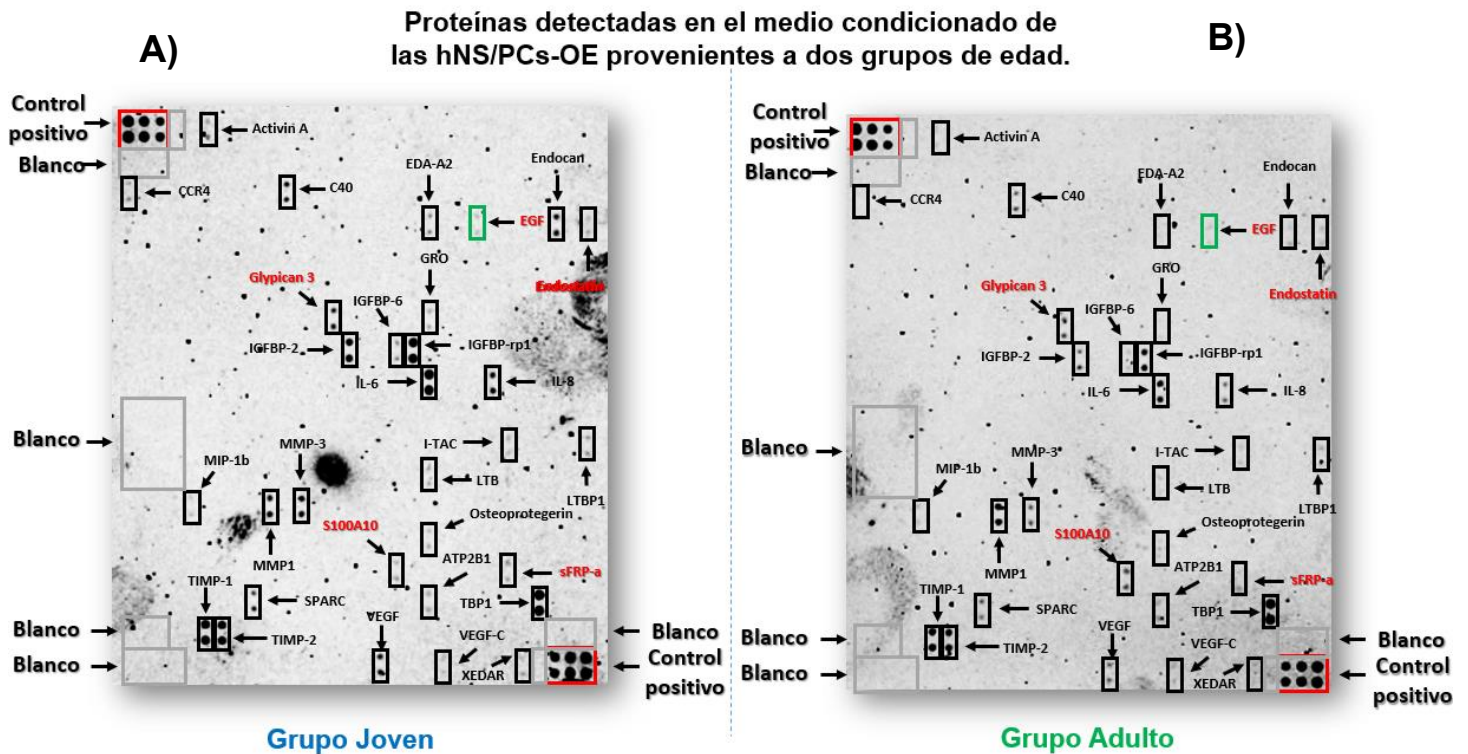 Proteínas detectadas en el medio condicionado de
las hNS/PCs-OE provenientes a dos grupos de edad.
A)
Control
positivo
Blanco
Activin A
CCR4
C40
EDA-A2
Endocan
EGF
GRO
Endostatin
Glypican 3
IGFBP-6
IGFBP-2
IGFBP-rp1
IL-6
IL-8
Blanco
MMP-3
I-TAC
MIP-1b
LTB
LTBP1
S100A10
Osteoprotegerin
MMP1
ATP2B1
TIMP-1
sFRP-a
SPARC
TBP1
VEGF
Blanco
TIMP-2
VEGF-C
Blanco
Blanco
XEDAR
Control
positivo
Grupo Joven
B)
Control
positivo
Blanco
Activin A
CCR4
C40
EDA-A2
Endocan
EGF
GRO
Glypican 3
Endostatin
IGFBP-6
IGFBP-2
IGFBP-rp1
IL-6
IL-8
Blanco
I-TAC
MMP-3
MIP-1b
LTB
LTBP1
Osteoprotegerin
S100A10
MMP1
ATP2B1
TIMP-1
sFRP-a
SPARC
TBP1
VEGF
Blanco
TIMP-2
VEGF-C
Blanco
Blanco
XEDAR
Control
positivo
Grupo Adulto